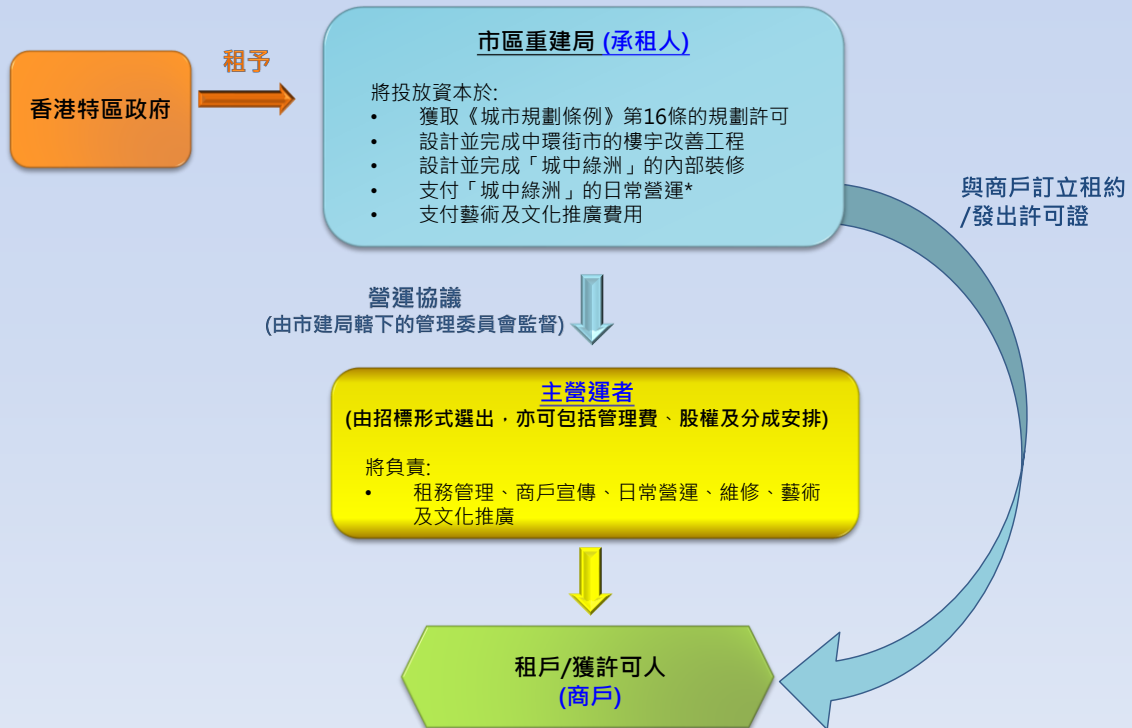 市區重建局 (承租人)
租予
香港特區政府
將投放資本於:
• 獲取《城市規劃條例》第16條的規劃許可
• 設計並完成中環街市的樓宇改善工程
• 設計並完成「城中綠洲」的內部裝修
• 支付「城中綠洲」的日常營運*
• 支付藝術及文化推廣費用
與商戶訂立租約
/發出許可證
營運協議
(由市建局轄下的管理委員會監督)
主營運者
(由招標形式選出，亦可包括管理費、股權及分成安排)
將負責:
• 租務管理、商戶宣傳、日常營運、維修、藝術
及文化推廣
租戶/獲許可人
(商戶)